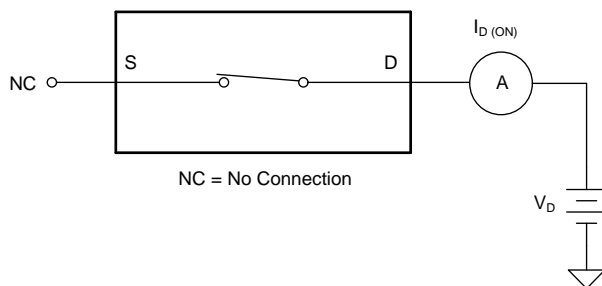 I_D (ON)
S
D
NC
A
NC = No Connection
V_D